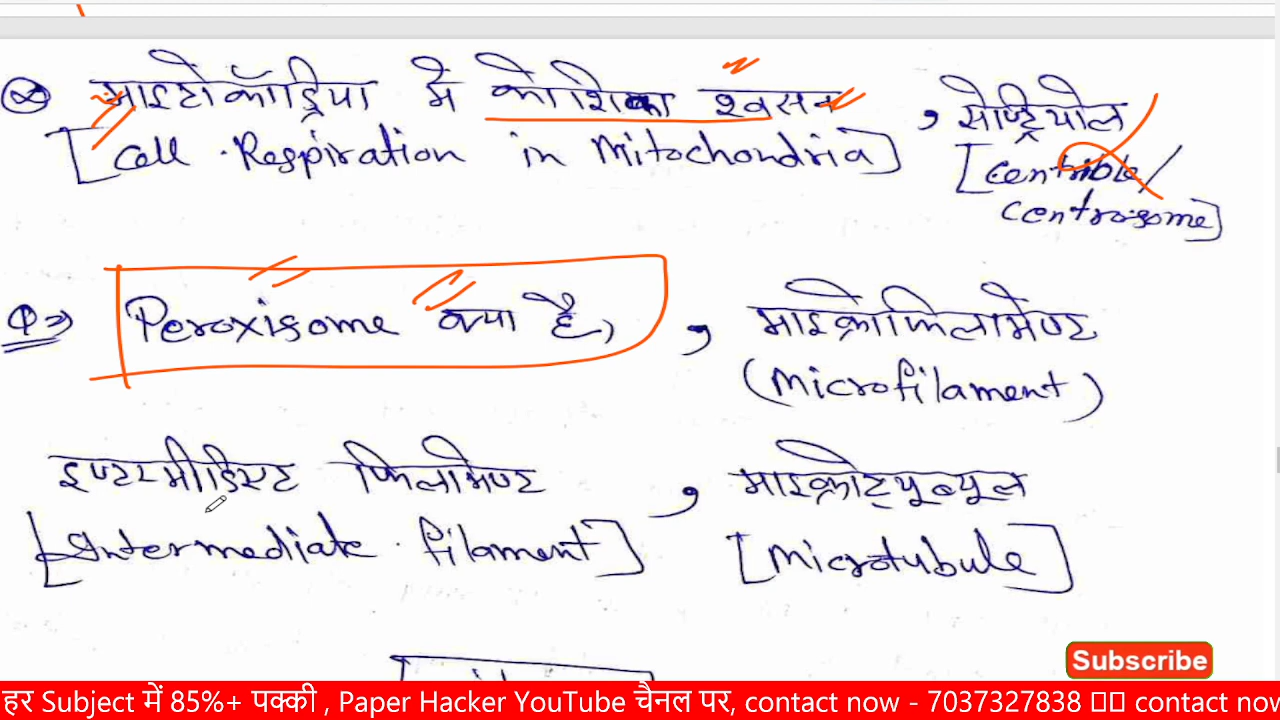 माइटोकॉंड्रिया में कोशिका श्वसन , सेण्ट्रियोल
[Cell Respiration in Mitochondria] [Centriole/
Centrosome]
Q⇒ Peroxisome क्या है, , माइक्रोफिलामेण्ट
(Microfilament)
इण्टरमीडिएट फिलामेण्ट , माइक्रोट्यूब्यूल
[Intermediate filament] [Microtubule]
Subscribe
हर Subject में 85%+ पक्की , Paper Hacker YouTube चैनल पर, contact now - 7037327838 contact now